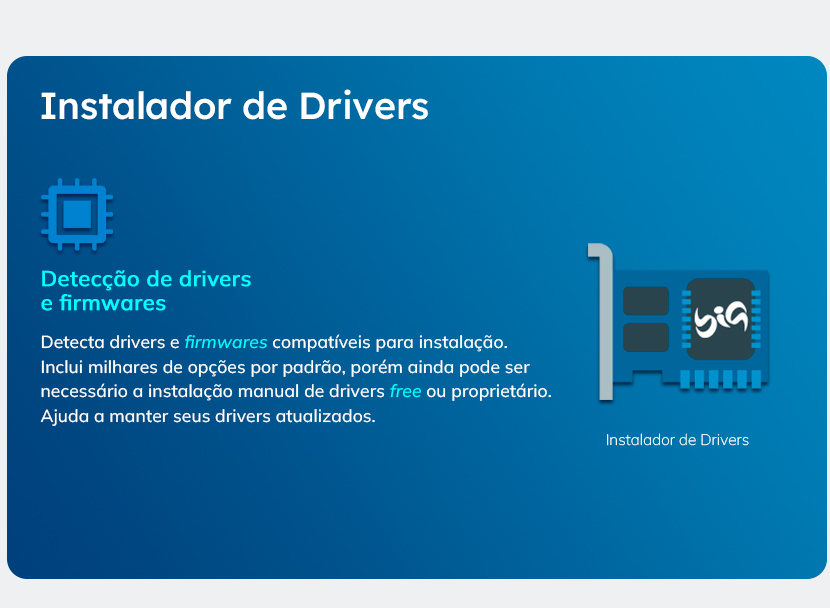 Instalador de Drivers
Detecção de drivers
e firmwares
Detecta drivers e firmwares compatíveis para instalação.
Inclui milhares de opções por padrão, porém ainda pode ser
necessário a instalação manual de drivers free ou proprietário.
Ajuda a manter seus drivers atualizados.
big
Instalador de Drivers